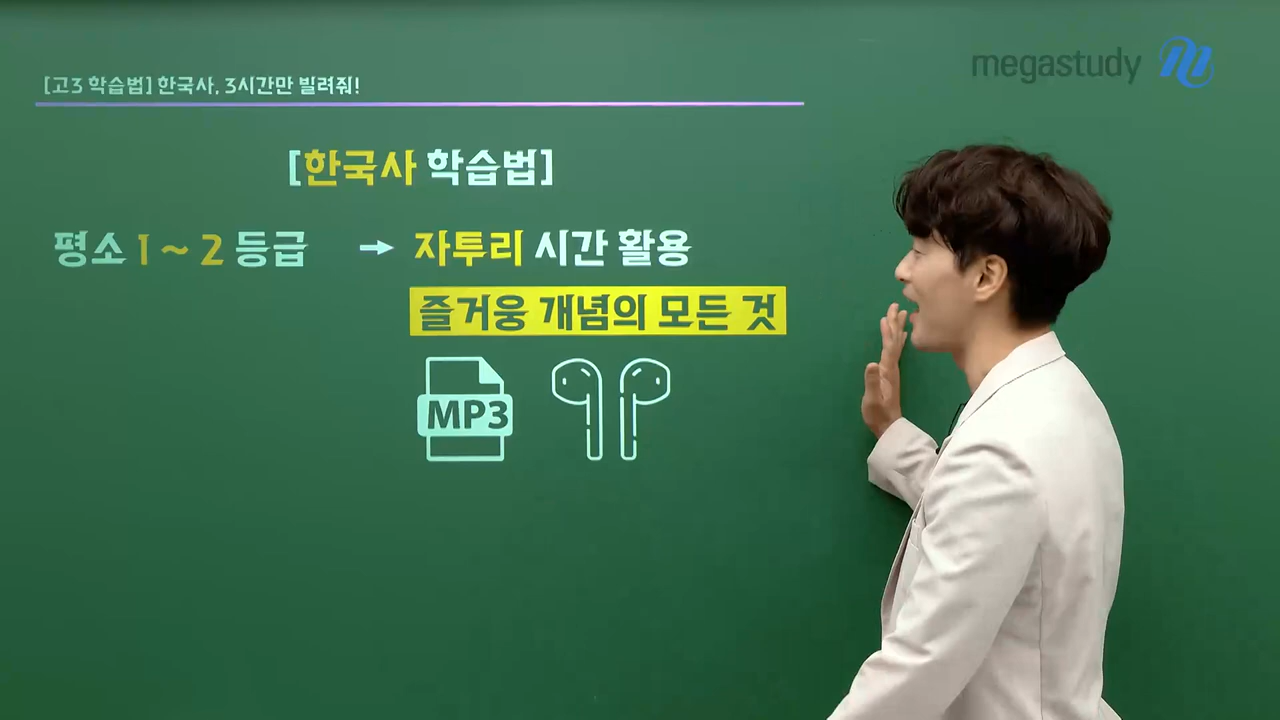 [고3 학습법] 한국사, 3시간만 빌려줘!
megastudy
[한국사 학습법]
평소 1 ~ 2 등급 → 자투리 시간 활용
즐거웅 개념의 모든 것
MP3